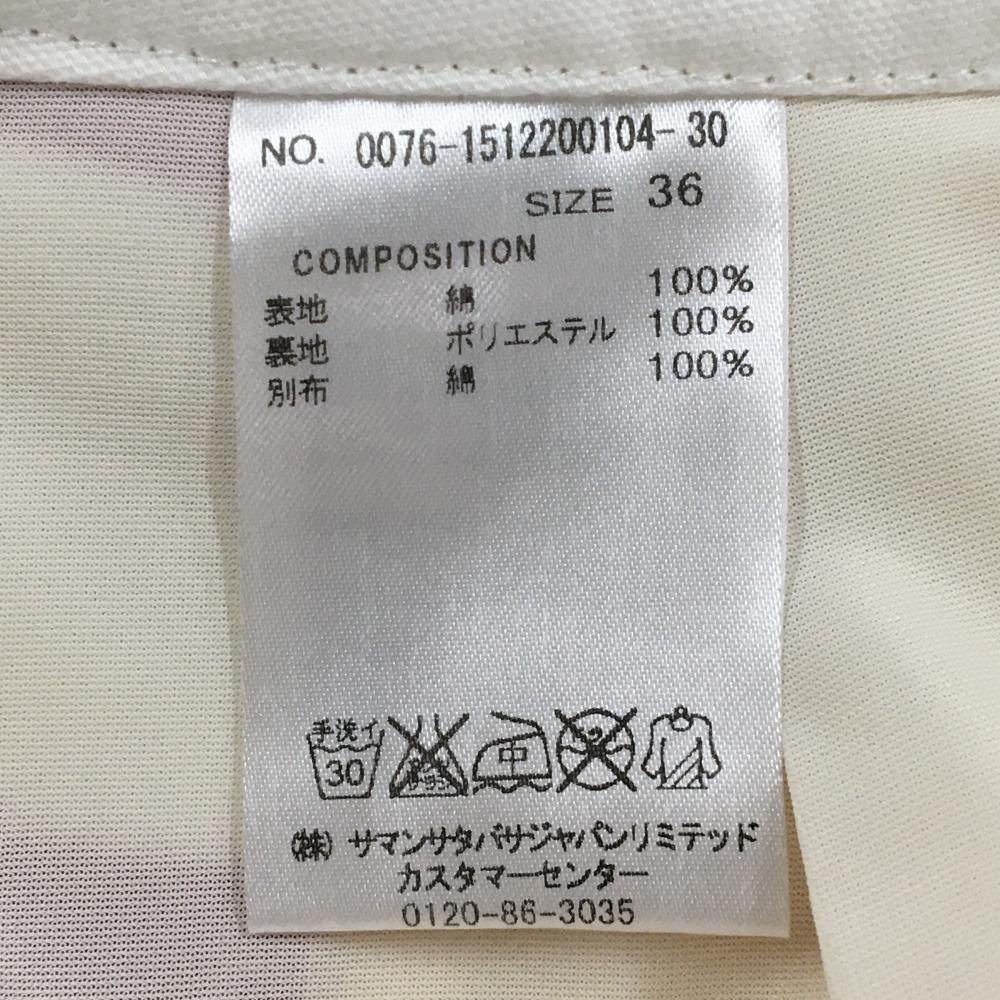 NO. 0076-1512200104-30
SIZE 36
COMPOSITION
表地 綿 100%
裏地 ポリエステル 100%
別布 綿 100%
手洗イ
30
中
㈱ サマンサタバサジャパンリミテッド
カスタマーセンター
0120-86-3035